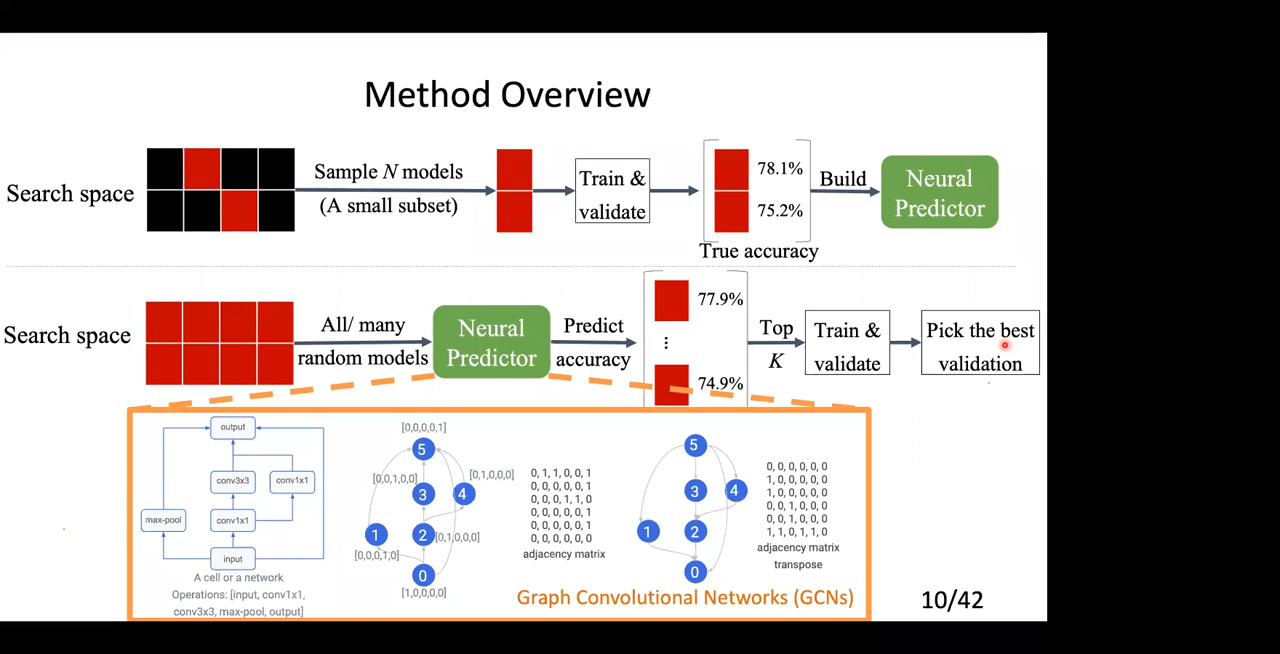 Method Overview
Search space
Sample N models
(A small subset)
Train &
validate
78.1%
75.2%
True accuracy
Build
Neural
Predictor
Search space
All/ many
random models
Neural
Predictor
Predict
accuracy
77.9%
⋮
74.9%
Top
K
Train &
validate
Pick the best
validation
output
conv3x3
conv1x1
max-pool
conv1x1
input
A cell or a network
Operations: [input, conv1x1,
conv3x3, max-pool, output]
[0,0,0,0,1]
5
[0,0,1,0,0]
3
4
[0,1,0,0,0]
1
2
[0,1,0,0,0]
[0,0,0,1,0]
0
[1,0,0,0,0]
0, 1, 1, 0, 0, 1
0, 0, 0, 0, 0, 1
0, 0, 0, 1, 1, 0
0, 0, 0, 0, 0, 1
0, 0, 0, 0, 0, 1
0, 0, 0, 0, 0, 0
adjacency matrix
5
3
4
1
2
0
0, 0, 0, 0, 0, 0
1, 0, 0, 0, 0, 0
1, 0, 0, 0, 0, 0
0, 0, 1, 0, 0, 0
0, 0, 1, 0, 0, 0
1, 1, 0, 1, 1, 0
adjacency matrix
transpose
Graph Convolutional Networks (GCNs)
10/42